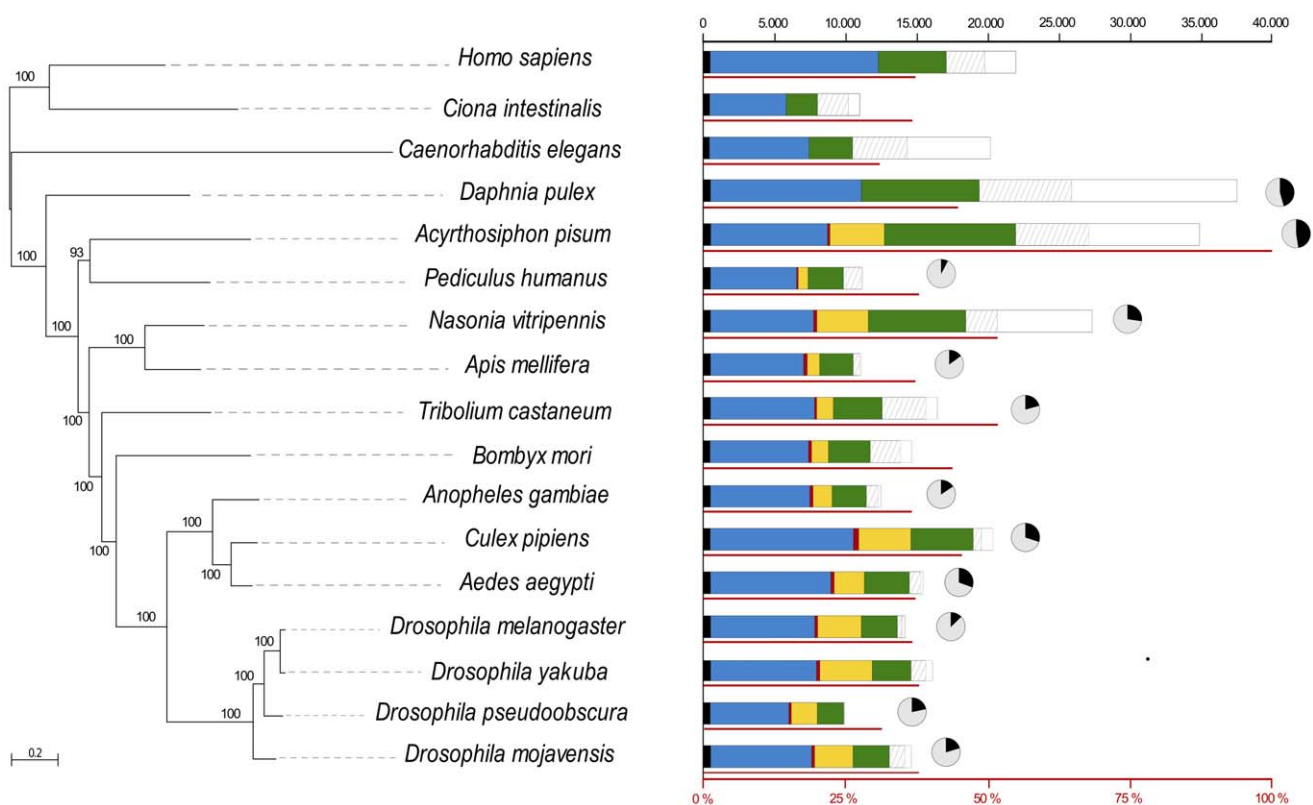 0 5.000 10.000 15.000 20.000 25.000 30.000 35.000 40.000
Homo sapiens
100
Ciona intestinalis
Caenorhabditis elegans
Daphnia pulex
Acyrthosiphon pisum
93
100
Pediculus humanus
Nasonia vitripennis
100
100
Apis mellifera
Tribolium castaneum
100
100
Bombyx mori
100
Anopheles gambiae
100
100
Culex pipiens
100
Aedes aegypti
100
Drosophila melanogaster
100
Drosophila yakuba
100
Drosophila pseudoobscura
100
Drosophila mojavensis
0.2
0 % 25 % 50 % 75 % 100 %